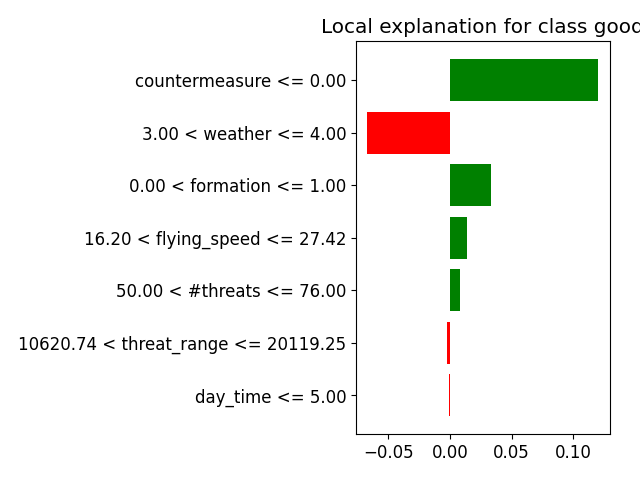 Local explanation for class good
countermeasure <= 0.00
3.00 < weather <= 4.00
0.00 < formation <= 1.00
16.20 < flying_speed <= 27.42
50.00 < #threats <= 76.00
10620.74 < threat_range <= 20119.25
day_time <= 5.00
−0.05 0.00 0.05 0.10